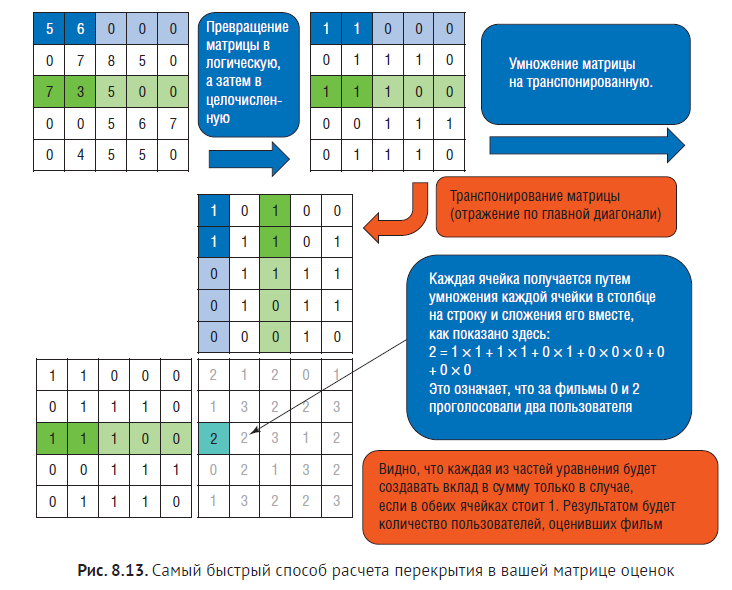 5 6 0 0 0
0 7 8 5 0
7 3 5 0 0
0 0 5 6 7
0 4 5 5 0
Превращение
матрицы в
логическую,
а затем в
целочислен-
ную
1 1 0 0 0
0 1 1 1 0
1 1 1 0 0
0 0 1 1 1
0 1 1 1 0
Умножение матрицы
на транспонированную.
Транспонирование матрицы
(отражение по главной диагонали)
1 0 1 0 0
1 1 1 0 1
0 1 1 1 1
0 1 0 1 1
0 0 0 1 0
Каждая ячейка получается путем
умножения каждой ячейки в столбце
на строку и сложения его вместе,
как показано здесь:
2 = 1 × 1 + 1 × 1 + 0 × 1 + 0 × 0 × 0 + 0
+ 0 × 0
Это означает, что за фильмы 0 и 2
проголосовали два пользователя
1 1 0 0 0
0 1 1 1 0
1 1 1 0 0
0 0 1 1 1
0 1 1 1 0
2 1 2 0 1
1 3 2 2 3
2 2 3 1 2
0 2 1 3 2
1 3 2 2 3
Видно, что каждая из частей уравнения будет
создавать вклад в сумму только в случае,
если в обеих ячейках стоит 1. Результатом будет
количество пользователей, оценивших фильм
Рис. 8.13. Самый быстрый способ расчета перекрытия в вашей матрице оценок